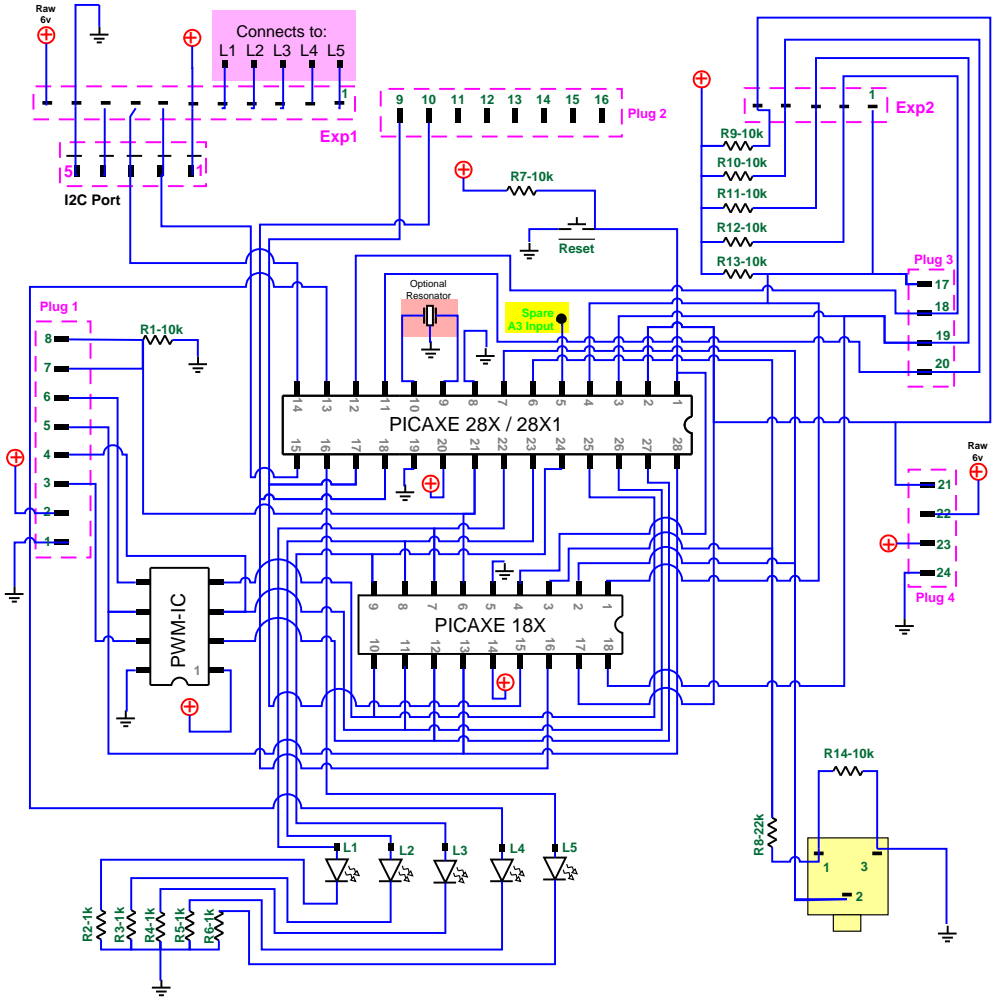 Raw
6v
Connects to:
L1 L2 L3 L4 L5
1
Exp1
9 10 11 12 13 14 15 16
Plug 2
1
Exp2
5
1
I2C Port
R7-10k
Reset
R9-10k
R10-10k
R11-10k
R12-10k
R13-10k
Plug 3
17
18
19
20
Plug 1
8
7
6
5
4
3
2
1
R1-10k
Optional
Resonator
Spare
A3 Input
14 13 12 11 10 9 8 7 6 5 4 3 2 1
PICAXE 28X / 28X1
15 16 17 18 19 20 21 22 23 24 25 26 27 28
Raw
6v
21
22
23
24
Plug 4
PWM-IC
1
9 8 7 6 5 4 3 2 1
PICAXE 18X
10 11 12 13 14 15 16 17 18
R14-10k
R8-22k
1
3
2
L1
L2
L3
L4
L5
R2-1k
R3-1k
R4-1k
R5-1k
R6-1k